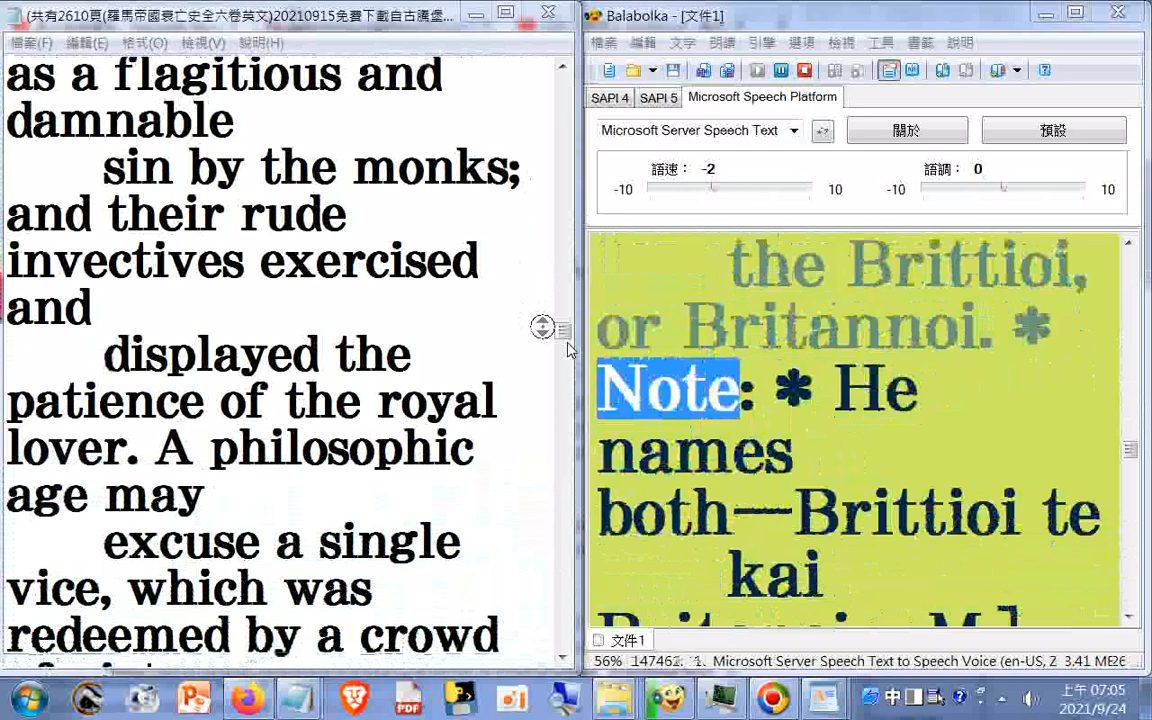 (共有2610頁(羅馬帝國衰亡史全六卷英文)20210915免費下載自古騰堡...
檔案(F) 編輯(E) 格式(O) 檢視(V) 說明(H)
as a flagitious and
damnable
sin by the monks;
and their rude
invectives exercised
and
displayed the
patience of the royal
lover. A philosophic
age may
excuse a single
vice, which was
redeemed by a crowd
Balabolka - [文件1]
檔案 編輯 文字 朗讀 引擎 選項 檢視 工具 書籤 說明
SAPI 4 SAPI 5 Microsoft Speech Platform
Microsoft Server Speech Text 關於 預設
語速： -2 語調： 0
-10 10 -10 10
the Brittioi,
or Britannoi. *
Note: * He
names
both—Brittioi te
kai
文件1
56% 147462. 1. Microsoft Server Speech Text to Speech Voice (en-US, Z 3.41 ME26
PDF 中 上午 07:05
2021/9/24